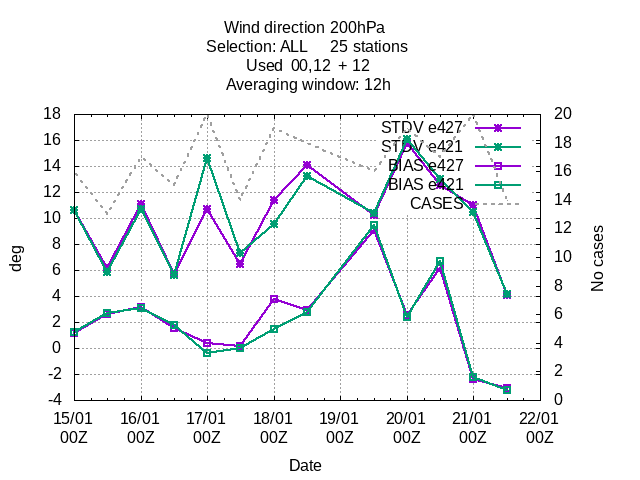 Wind direction 200hPa
Selection: ALL     25 stations
Used  00,12  + 12
Averaging window: 12h
18 20
16 18
14 16
12 14
10 12
8 10
6 8
4 6
2 4
0 2
-2 0
-4
deg
No cases
STDV e427
STDV e421
BIAS e427
BIAS e421
CASES
15/01 16/01 17/01 18/01 19/01 20/01 21/01 22/01
00Z 00Z 00Z 00Z 00Z 00Z 00Z 00Z
Date